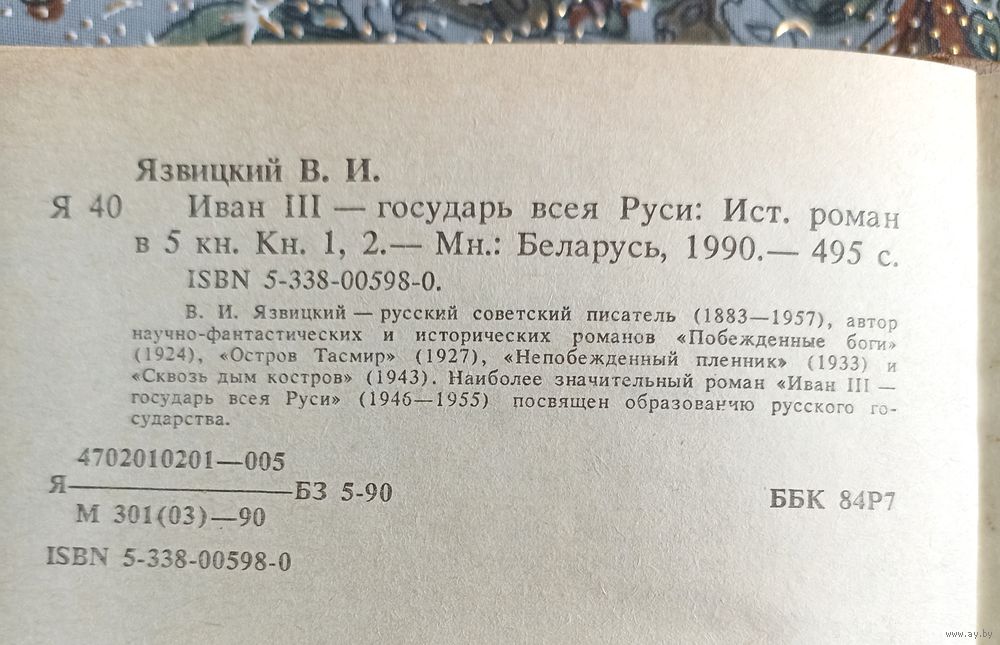 Язвицкий В. И.
Я 40 Иван III — государь всея Руси: Ист. роман
в 5 кн. Кн. 1, 2.— Мн.: Беларусь, 1990.— 495 с.
ISBN 5-338-00598-0.
В. И. Язвицкий — русский советский писатель (1883—1957), автор
научно-фантастических и исторических романов «Побежденные боги»
(1924), «Остров Тасмир» (1927), «Непобежденный пленник» (1933) и
«Сквозь дым костров» (1943). Наиболее значительный роман «Иван III —
государь всея Руси» (1946—1955) посвящен образованию русского го-
сударства.
4702010201—005
Я————————БЗ 5-90
М 301(03)—90
ББК 84Р7
ISBN 5-338-00598-0
www.ay.by